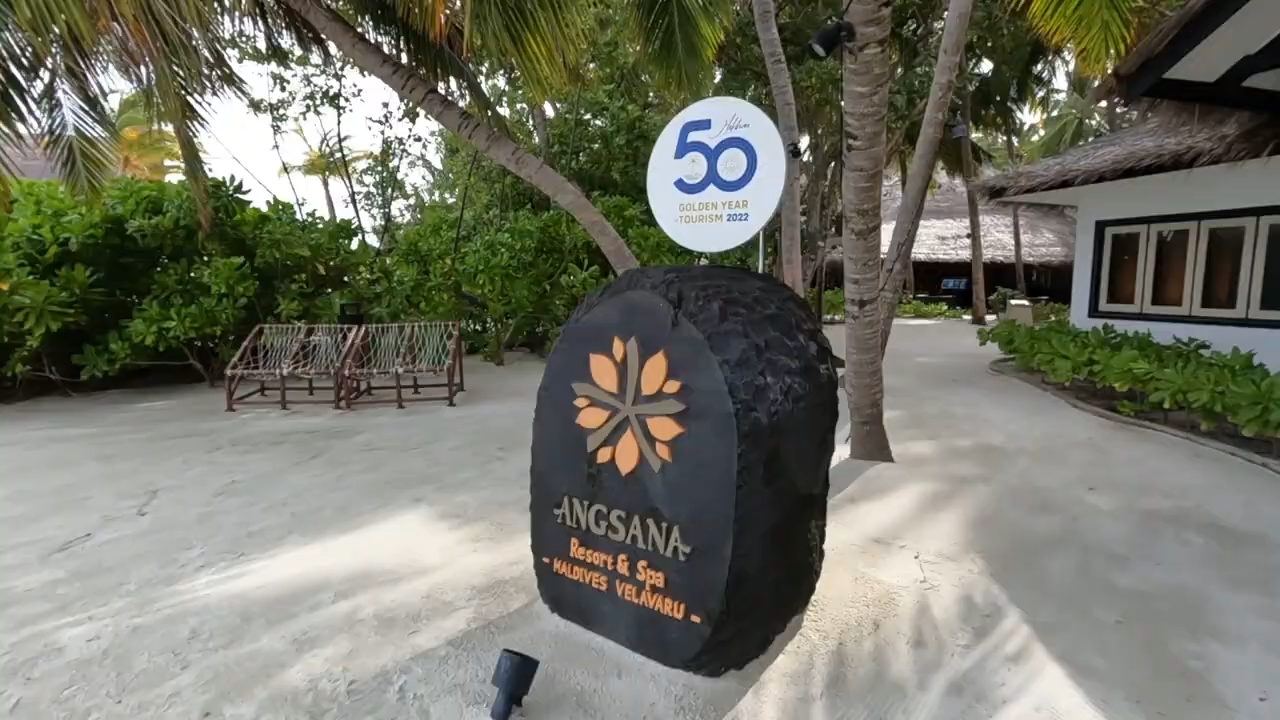 50
GOLDEN YEAR
TOURISM 2022
ANGSANA
Resort & Spa
- MALDIVES VELAVARU -